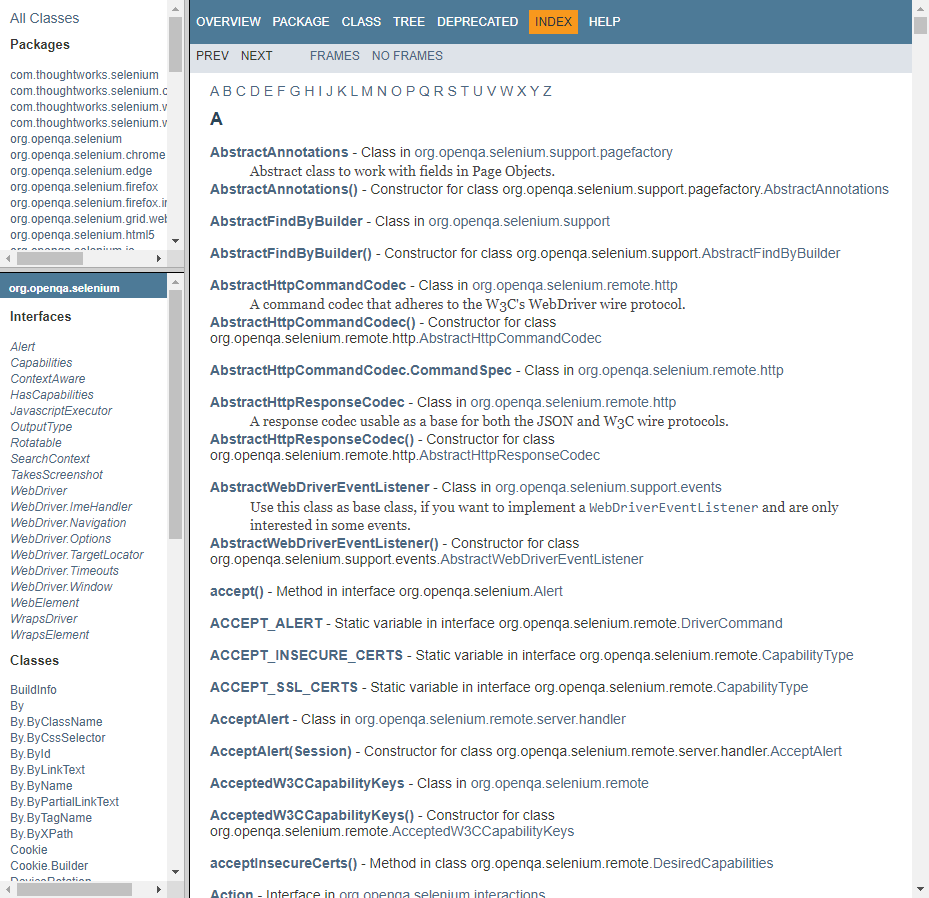 All Classes
Packages
com.thoughtworks.selenium
com.thoughtworks.selenium.
com.thoughtworks.selenium.
com.thoughtworks.selenium.
org.openqa.selenium
org.openqa.selenium.chrome
org.openqa.selenium.edge
org.openqa.selenium.firefox
org.openqa.selenium.firefox.
org.openqa.selenium.grid.
org.openqa.selenium.html5
org.openqa.selenium
Interfaces
Alert
Capabilities
ContextAware
HasCapabilities
JavascriptExecutor
OutputType
Rotatable
SearchContext
TakesScreenshot
WebDriver
WebDriver.ImeHandler
WebDriver.Navigation
WebDriver.Options
WebDriver.TargetLocator
WebDriver.Timeouts
WebDriver.Window
WebElement
WrapsDriver
WrapsElement
Classes
BuildInfo
By
By.ByClassName
By.ByCssSelector
By.ById
By.ByLinkText
By.ByName
By.ByPartialLinkText
By.ByTagName
By.ByXPath
Cookie
Cookie.Builder
OVERVIEW PACKAGE CLASS TREE DEPRECATED INDEX HELP
PREV NEXT FRAMES NO FRAMES
A B C D E F G H I J K L M N O P Q R S T U V W X Y Z
A
AbstractAnnotations - Class in org.openqa.selenium.support.pagefactory
Abstract class to work with fields in Page Objects.
AbstractAnnotations() - Constructor for class org.openqa.selenium.support.pagefactory.AbstractAnnotations
AbstractFindByBuilder - Class in org.openqa.selenium.support
AbstractFindByBuilder() - Constructor for class org.openqa.selenium.support.AbstractFindByBuilder
AbstractHttpCommandCodec - Class in org.openqa.selenium.remote.http
A command codec that adheres to the W3C's WebDriver wire protocol.
AbstractHttpCommandCodec() - Constructor for class
org.openqa.selenium.remote.http.AbstractHttpCommandCodec
AbstractHttpCommandCodec.CommandSpec - Class in org.openqa.selenium.remote.http
AbstractHttpResponseCodec - Class in org.openqa.selenium.remote.http
A response codec usable as a base for both the JSON and W3C wire protocols.
AbstractHttpResponseCodec() - Constructor for class
org.openqa.selenium.remote.http.AbstractHttpResponseCodec
AbstractWebDriverEventListener - Class in org.openqa.selenium.support.events
Use this class as base class, if you want to implement a WebDriverEventListener and are only
interested in some events.
AbstractWebDriverEventListener() - Constructor for class
org.openqa.selenium.support.events.AbstractWebDriverEventListener
accept() - Method in interface org.openqa.selenium.Alert
ACCEPT_ALERT - Static variable in interface org.openqa.selenium.remote.DriverCommand
ACCEPT_INSECURE_CERTS - Static variable in interface org.openqa.selenium.remote.CapabilityType
ACCEPT_SSL_CERTS - Static variable in interface org.openqa.selenium.remote.CapabilityType
AcceptAlert - Class in org.openqa.selenium.remote.server.handler
AcceptAlert(Session) - Constructor for class org.openqa.selenium.remote.server.handler.AcceptAlert
AcceptedW3CCapabilityKeys - Class in org.openqa.selenium.remote
AcceptedW3CCapabilityKeys() - Constructor for class
org.openqa.selenium.remote.AcceptedW3CCapabilityKeys
acceptInsecureCerts() - Method in class org.openqa.selenium.remote.DesiredCapabilities
Action - Interface in org.openqa.selenium.interactions